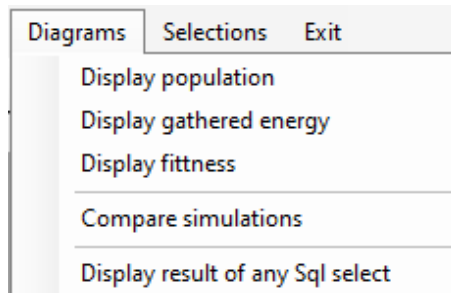 Diagrams Selections Exit
Display population
Display gathered energy
Display fittness
Compare simulations
Display result of any Sql select